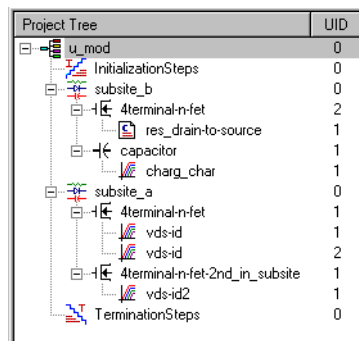 Project Tree UID
u_mod 0
InitializationSteps 0
subsite_b 0
4terminal-n-fet 2
res_drain-to-source 1
capacitor 1
charg_char 1
subsite_a 0
4terminal-n-fet 1
vds-id 1
vds-id 2
4terminal-n-fet-2nd_in_subsite 1
vds-id2 1
TerminationSteps 0